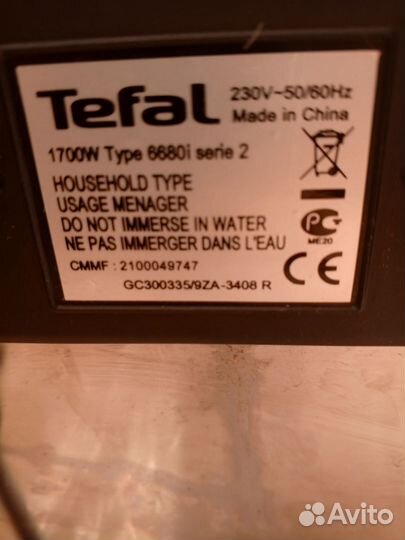 Tefal 230V~50/60Hz
Made in China
1700W Type 6680i serie 2
HOUSEHOLD TYPE
USAGE MENAGER
DO NOT IMMERSE IN WATER
NE PAS IMMERGER DANS L'EAU
CMMF : 2100049747
РС
ME20
CE
GC300335/9ZA-3408 R
Avito